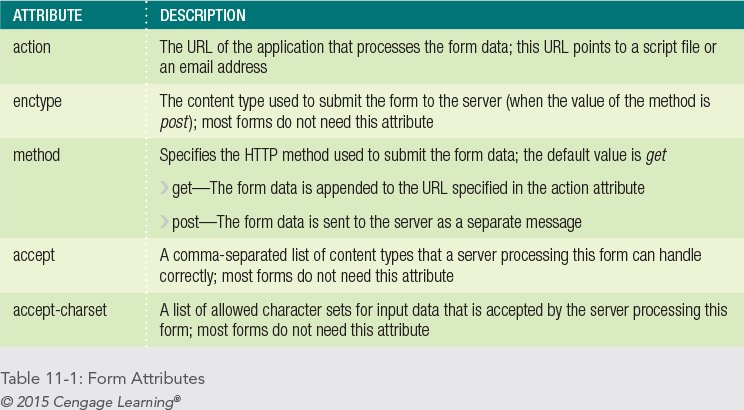 ATTRIBUTE DESCRIPTION
action The URL of the application that processes the form data; this URL points to a script file or
an email address
enctype The content type used to submit the form to the server (when the value of the method is
post); most forms do not need this attribute
method Specifies the HTTP method used to submit the form data; the default value is get
❯ get—The form data is appended to the URL specified in the action attribute
❯ post—The form data is sent to the server as a separate message
accept A comma-separated list of content types that a server processing this form can handle
correctly; most forms do not need this attribute
accept-charset A list of allowed character sets for input data that is accepted by the server processing this
form; most forms do not need this attribute
Table 11-1: Form Attributes
© 2015 Cengage Learning®